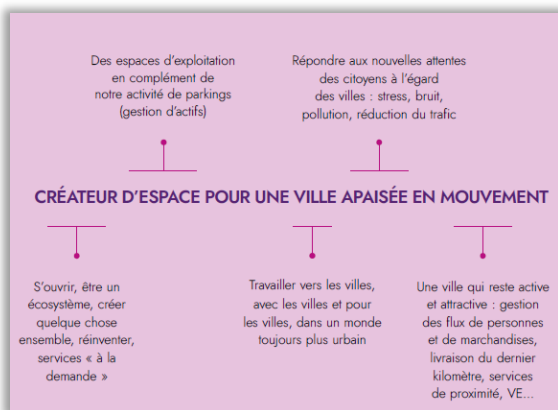 Des espaces d'exploitation
en complément de
notre activité de parkings
(gestion d'actifs)
Répondre aux nouvelles attentes
des citoyens à l'égard
des villes : stress, bruit,
pollution, réduction du trafic
CRÉATEUR D'ESPACE POUR UNE VILLE APAISÉE EN MOUVEMENT
S'ouvrir, être un
écosystème, créer
quelque chose
ensemble, réinventer,
services « à la
demande »
Travailler vers les villes,
avec les villes et pour
les villes, dans un monde
toujours plus urbain
Une ville qui reste active
et attractive : gestion
des flux de personnes
et de marchandises,
livraison du dernier
kilomètre, services
de proximité, VE...